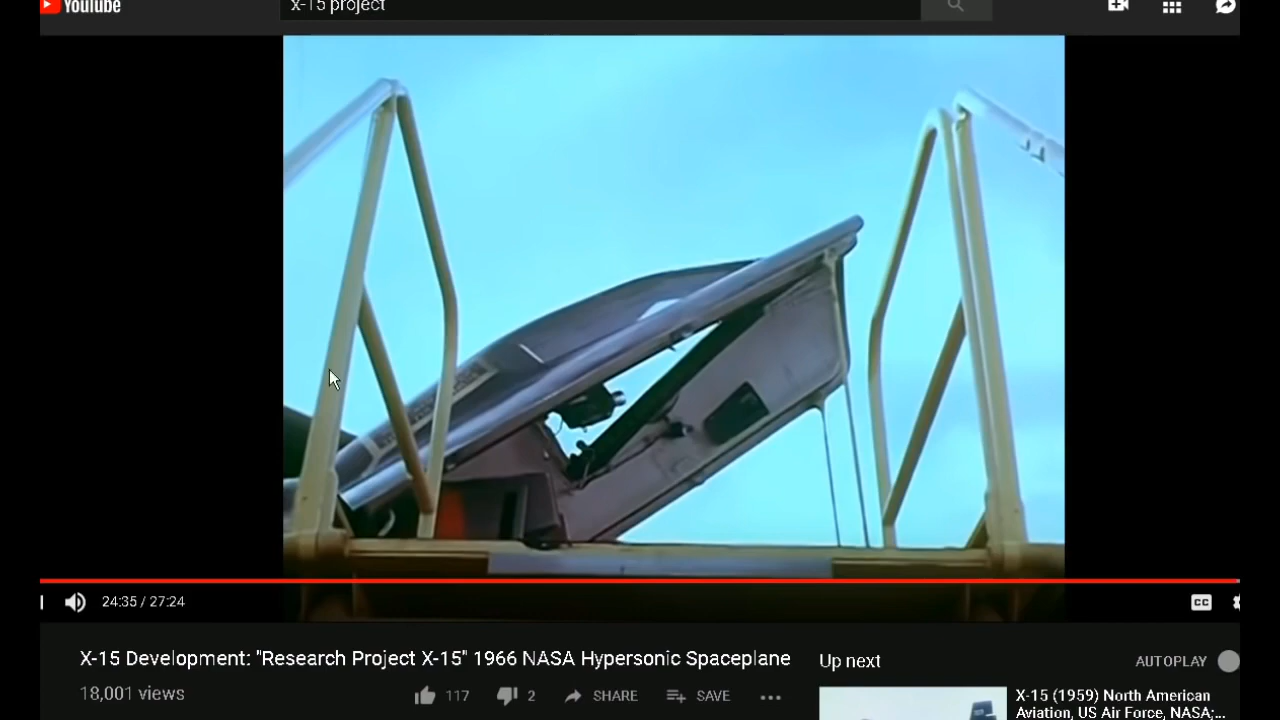 YouTube
x-15 project
24:35 / 27:24
CC
X-15 Development: "Research Project X-15" 1966 NASA Hypersonic Spaceplane
18,001 views
117
2
SHARE
SAVE
Up next
AUTOPLAY
X-15 (1959) North American
Aviation, US Air Force, NASA;...